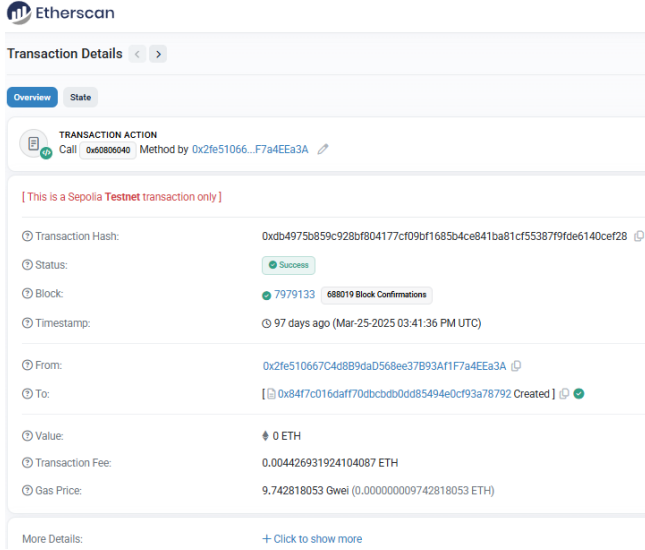 Etherscan
Transaction Details < >
Overview State
TRANSACTION ACTION
Call 0x60806040 Method by 0x2fe51066...F7a4EEa3A
[ This is a Sepolia Testnet transaction only ]
Transaction Hash: 0xdb4975b859c928bf804177cf09bf1685b4ce841ba81cf55387f9fde6140cef28
Status: Success
Block: 7979133 688019 Block Confirmations
Timestamp: 97 days ago (Mar-25-2025 03:41:36 PM UTC)
From: 0x2fe510667C4d8B9daD568ee37B93Af1F7a4EEa3A
To: [ 0x84f7c016daff70dbcbdb0dd85494e0cf93a78792 Created ]
Value: 0 ETH
Transaction Fee: 0.004426931924104087 ETH
Gas Price: 9.742818053 Gwei (0.000000009742818053 ETH)
More Details: + Click to show more